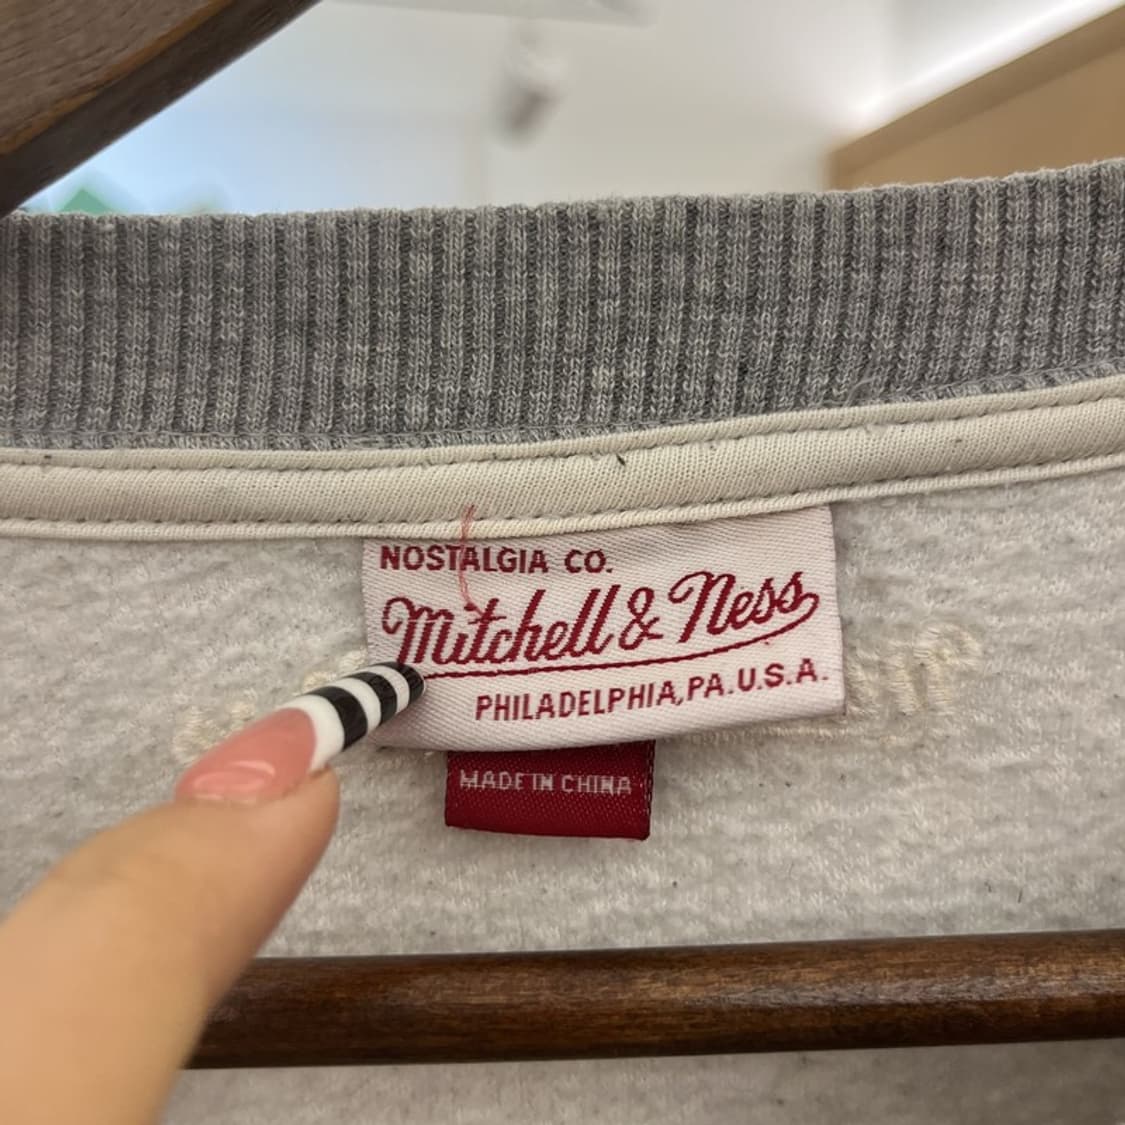 NOSTALGIA CO.
Mitchell & Ness
PHILADELPHIA, PA. U.S.A.
MADE IN CHINA